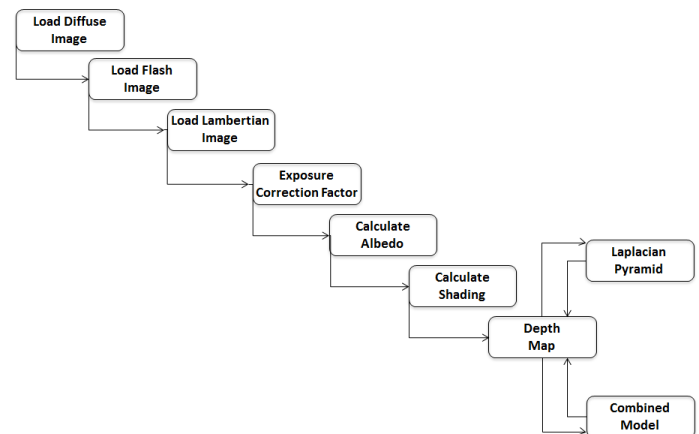 Load Diffuse
Image
Load Flash
Image
Load Lambertian
Image
Exposure
Correction Factor
Calculate
Albedo
Calculate
Shading
Laplacian
Pyramid
Depth
Map
Combined
Model